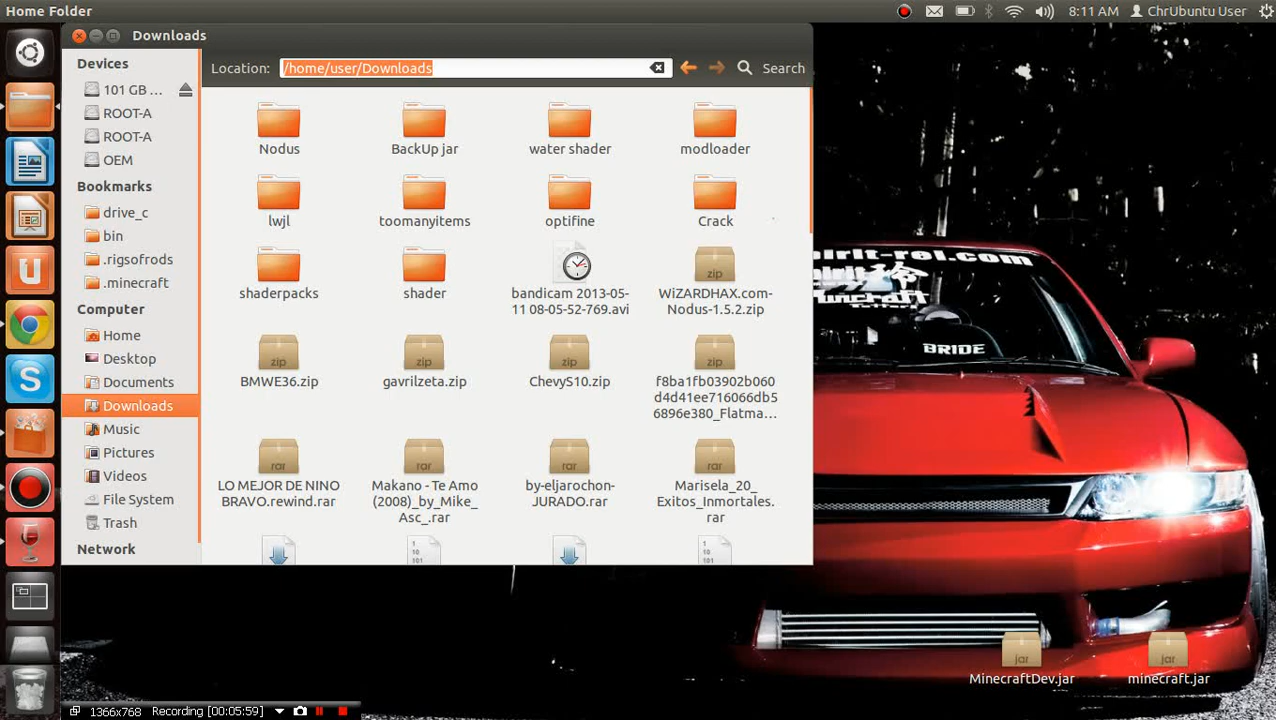 Home Folder
8:11 AM
ChrUbuntu User
Downloads
Devices
101 GB ...
ROOT-A
ROOT-A
OEM
Bookmarks
drive_c
bin
.rigsofrods
.minecraft
Computer
Home
Desktop
Documents
Downloads
Music
Pictures
Videos
File System
Trash
Network
Location:
/home/user/Downloads
Search
Nodus
BackUp jar
water shader
modloader
lwjl
toomanyitems
optifine
Crack
shaderpacks
shader
bandicam 2013-05-
11 08-05-52-769.avi
WiZARDHAX.com-
Nodus-1.5.2.zip
zip
zip
BMWE36.zip
zip
gavrilzeta.zip
zip
ChevyS10.zip
zip
f8ba1fb03902b060
d4d41ee716066db5
6896e380_Flatma...
rar
LO MEJOR DE NINO
BRAVO.rewind.rar
rar
Makano - Te Amo
(2008)_by_Mike_
Asc_.rar
rar
by-eljarochon-
JURADO.rar
rar
Marisela_20_
Exitos_Inmortales.
rar
1
10
101
1
10
101
BRIDE
jar
MinecraftDev.jar
jar
minecraft.jar
1366x768
Recording [00:05:59]